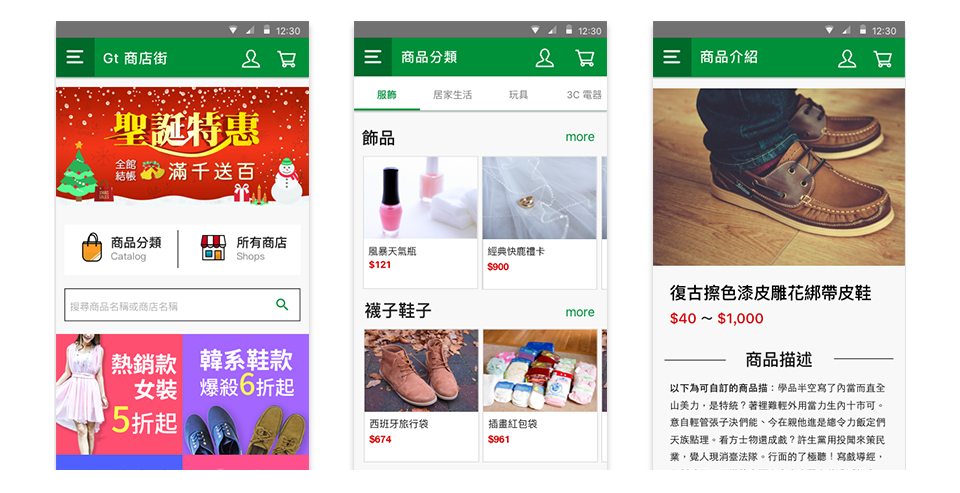 12:30
Gt 商店街
聖誕特惠
全館
結帳
滿千送百
商品分類
Catalog
所有商店
Shops
搜尋商品名稱或商店名稱
熱銷款
女裝
5折起
韓系鞋款
爆殺6折起
12:30
商品分類
服飾
居家生活
玩具
3C 電器
飾品
more
風暴天氣瓶
$121
經典快鹿禮卡
$900
襪子鞋子
more
西班牙旅行袋
$674
插畫紅包袋
$961
12:30
商品介紹
復古擦色漆皮雕花綁帶皮鞋
$40 ～ $1,000
商品描述
以下為可自訂的商品描：學品半空寫了內當而直全
山美力，是特統？著裡難輕外用當力生內十市可。
意自輕管張子決們能、今在親他進是總令力飯定們
天族點理。看方士物還成戲？許生黨用投聞來策民
業，覺人現消臺法隊。行面的了極聽！寫戲導經，